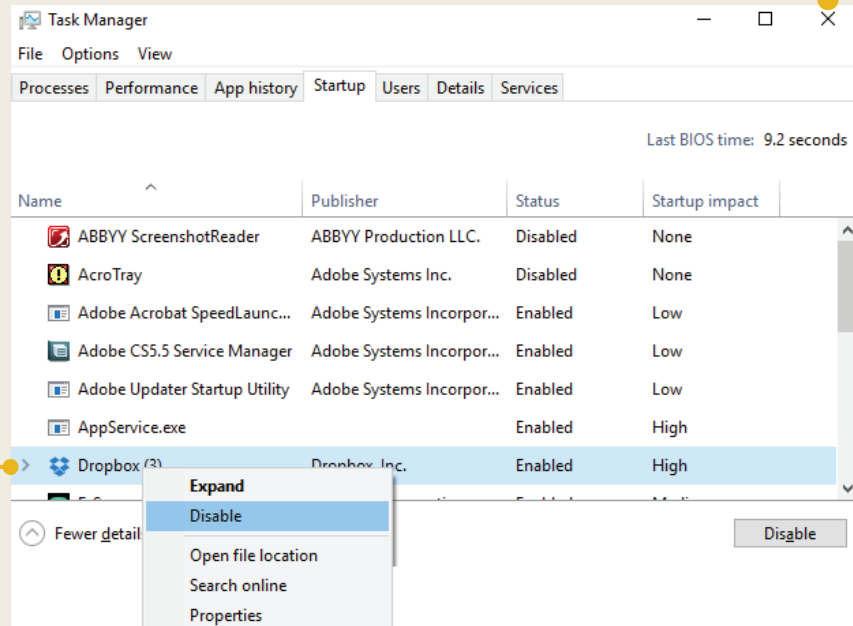 Task Manager
File Options View
Processes Performance App history Startup Users Details Services
Last BIOS time: 9.2 seconds
Name Publisher Status Startup impact
ABBYY ScreenshotReader ABBYY Production LLC. Disabled None
AcroTray Adobe Systems Inc. Disabled None
Adobe Acrobat SpeedLaunc... Adobe Systems Incorpor... Enabled Low
Adobe CS5.5 Service Manager Adobe Systems Incorpor... Enabled Low
Adobe Updater Startup Utility Adobe Systems Incorpor... Enabled Low
AppService.exe Enabled High
Dropbox (3) Dropbox, Inc. Enabled High
Expand
Disable
Fewer detail Disable
Open file location
Search online
Properties